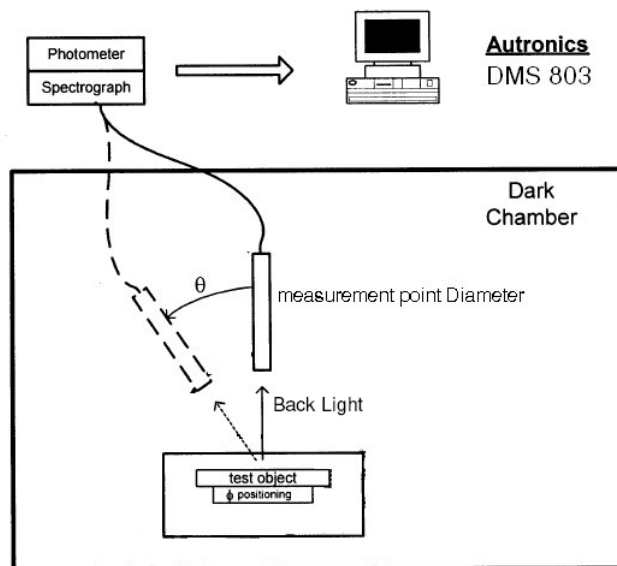 Photometer
Spectrograph
Autronics
DMS 803
Dark
Chamber
θ
measurement point Diameter
Back Light
test object
ϕ positioning